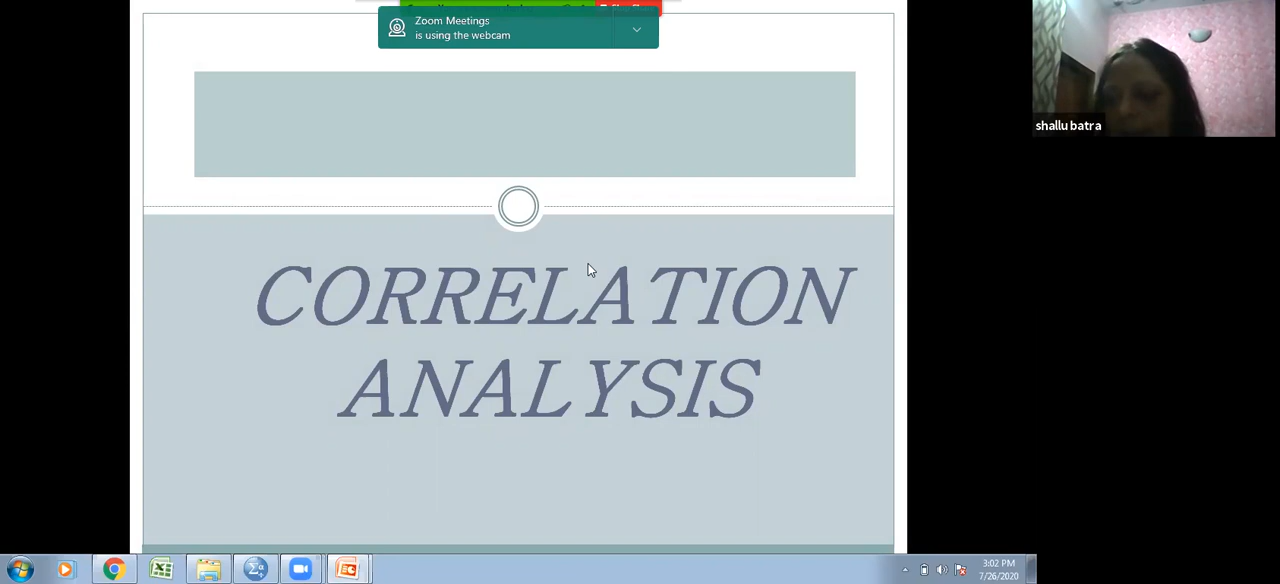 Zoom Meetings
is using the webcam
shallu batra
CORRELATION
ANALYSIS
3:02 PM
7/26/2020